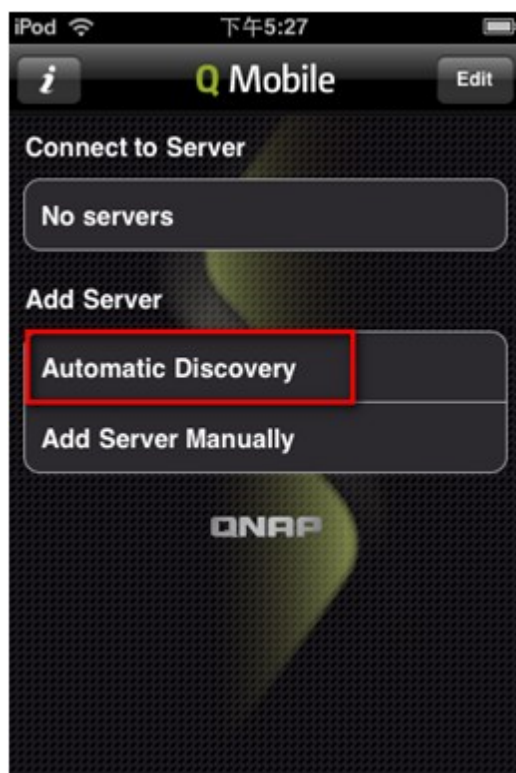 iPod 下午5:27
i Q Mobile Edit
Connect to Server
No servers
Add Server
Automatic Discovery
Add Server Manually
QNAP